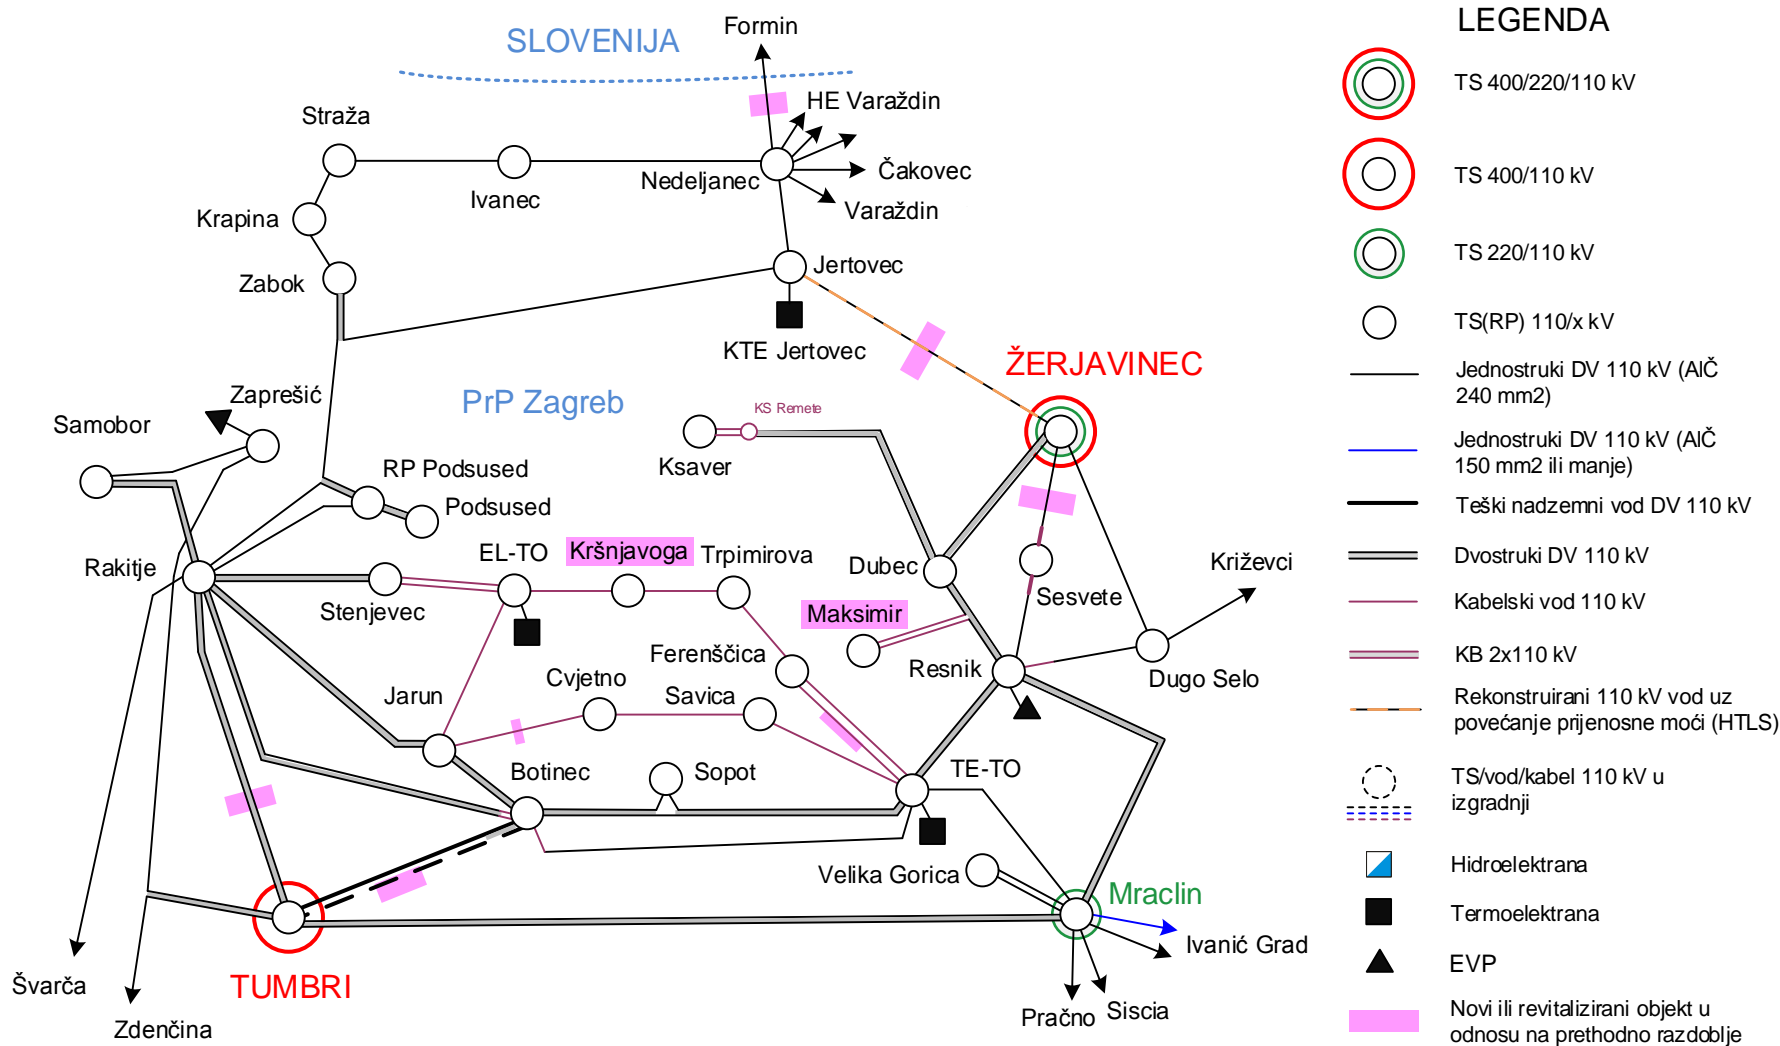 Formin
SLOVENIJA
HE Varaždin
Straža
Ivanec
Nedeljanec
Čakovec
Varaždin
Krapina
Zabok
Jertovec
KTE Jertovec
ŽERJAVINEC
Zaprešić
PrP Zagreb
KS Remete
Samobor
Ksaver
RP Podsused
Podsused
Rakitje
EL-TO
Kršnjavoga
Trpimirova
Dubec
Križevci
Stenjevec
Sesvete
Maksimir
Ferenščica
Resnik
Dugo Selo
Cvjetno
Savica
Jarun
Botinec
Sopot
TE-TO
Velika Gorica
Mraclin
Ivanić Grad
Švarča
TUMBRI
Zdenčina
Pračno
Siscia
LEGENDA
TS 400/220/110 kV
TS 400/110 kV
TS 220/110 kV
TS(RP) 110/x kV
Jednostruki DV 110 kV (AlČ
240 mm2)
Jednostruki DV 110 kV (AlČ
150 mm2 ili manje)
Teški nadzemni vod DV 110 kV
Dvostruki DV 110 kV
Kabelski vod 110 kV
KB 2x110 kV
Rekonstruirani 110 kV vod uz
povećanje prijenosne moći (HTLS)
TS/vod/kabel 110 kV u
izgradnji
Hidroelektrana
Termoelektrana
EVP
Novi ili revitalizirani objekt u
odnosu na prethodno razdoblje